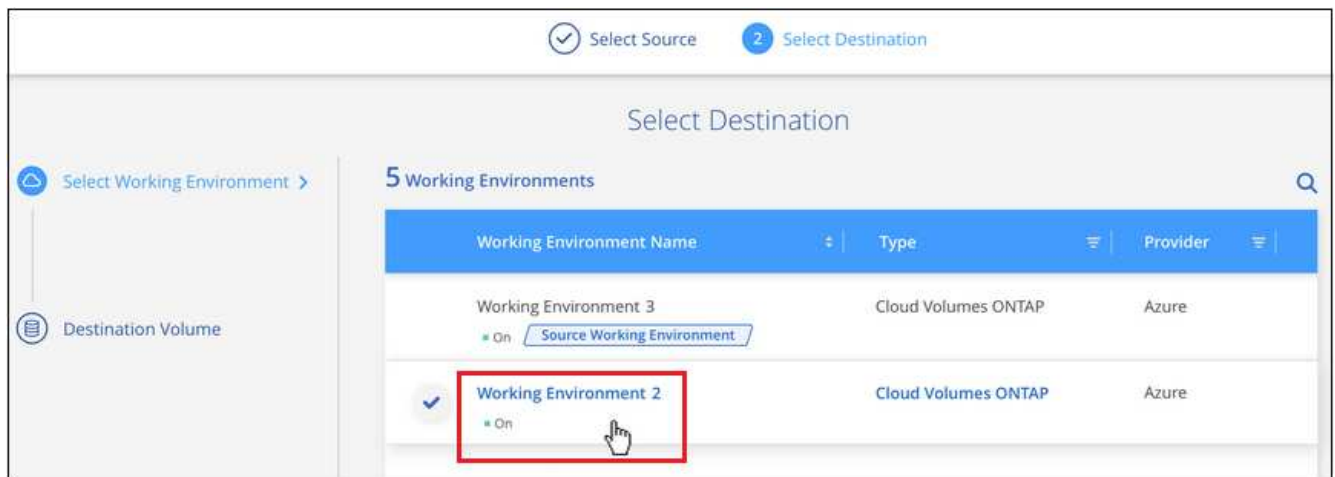 Select Source 2 Select Destination
Select Destination
Select Working Environment >
Destination Volume
5 Working Environments
Working Environment Name Type Provider
Working Environment 3 Cloud Volumes ONTAP Azure
On Source Working Environment
Working Environment 2 Cloud Volumes ONTAP Azure
On